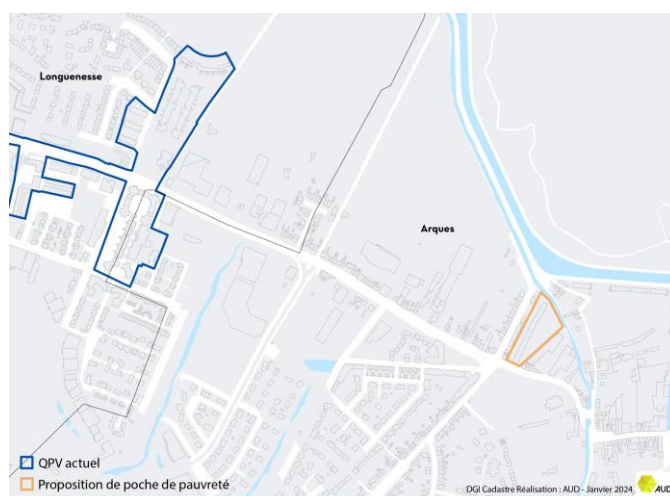 Longuenesse
Arques
QPV actuel
Proposition de poche de pauvreté
DGI Cadastre Réalisation : AUD - Janvier 2024
AUD